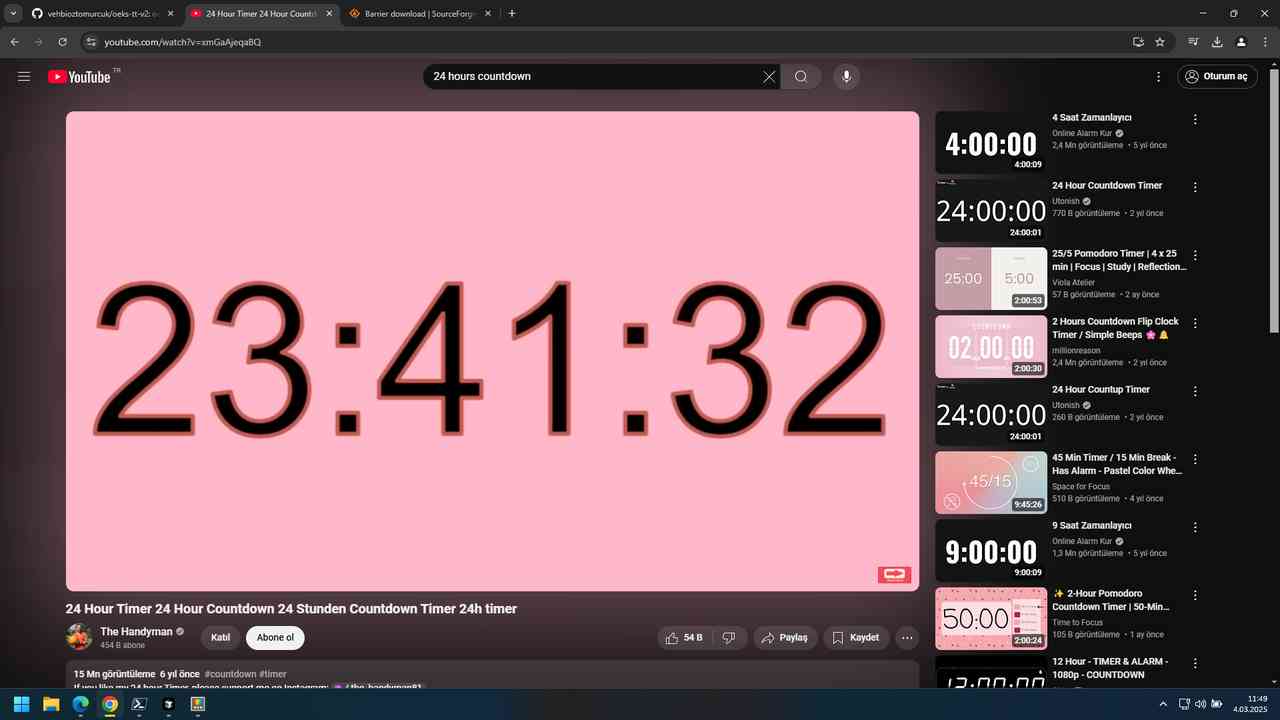 vehbioztomurcuk/oeks-tt-v2:
24 Hour Timer 24 Hour Countd
Barrier download | SourceForg
youtube.com/watch?v=xmGaAjeqaBQ
YouTube TR
24 hours countdown
Oturum aç
23:41:32
24 Hour Timer 24 Hour Countdown 24 Stunden Countdown Timer 24h timer
The Handyman
454 B abone
Katıl
Abone ol
54 B
Paylaş
Kaydet
15 Mn görüntüleme 6 yıl önce #countdown #timer
If you like my 24 hour Timer, please support me on Instagram: / the_handyman81
4:00:00
4:00:09
4 Saat Zamanlayıcı
Online Alarm Kur
2,4 Mn görüntüleme • 5 yıl önce
24:00:00
24:00:01
24 Hour Countdown Timer
Utonish
770 B görüntüleme • 2 yıl önce
25:00
5:00
2:00:53
25/5 Pomodoro Timer | 4 x 25
min | Focus | Study | Reflection...
Viola Atelier
57 B görüntüleme • 2 ay önce
COUNTDOWN
02:00:00
2:00:30
2 Hours Countdown Flip Clock
Timer / Simple Beeps 🌸 🔔
millionreason
2,4 Mn görüntüleme • 2 yıl önce
24:00:00
24:00:01
24 Hour Countup Timer
Utonish
260 B görüntüleme • 2 yıl önce
45/15
9:45:26
45 Min Timer / 15 Min Break -
Has Alarm - Pastel Color Whe...
Space for Focus
510 B görüntüleme • 4 yıl önce
9:00:00
9:00:09
9 Saat Zamanlayıcı
Online Alarm Kur
1,3 Mn görüntüleme • 5 yıl önce
50:00
2:00:24
✨ 2-Hour Pomodoro
Countdown Timer | 50-Min...
Time to Focus
105 B görüntüleme • 1 ay önce
12:00:00
12 Hour - TIMER & ALARM -
1080p - COUNTDOWN
11:49
4.03.2025